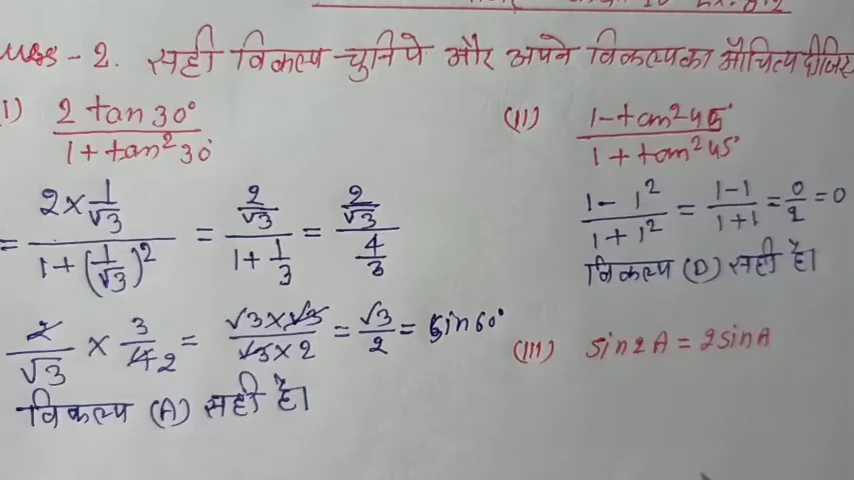 - 2. सही विकल्प चुनिये और अपने विकल्प का औचित्य दीजिए
I) 2 tan 30° / 1 + tan² 30°
= 2 × 1/√3 / 1 + (1/√3)² = 2/√3 / 1 + 1/3 = 2/√3 / 4/3
2/√3 × 3/4 2 = √3 × √3 / √3 × 2 = √3/2 = sin 60°
विकल्प (A) सही है।
(II) 1 - tan² 45° / 1 + tan² 45°
1 - 1² / 1 + 1² = 1 - 1 / 1 + 1 = 0/2 = 0
विकल्प (D) सही है।
(III) sin 2A = 2 sin A